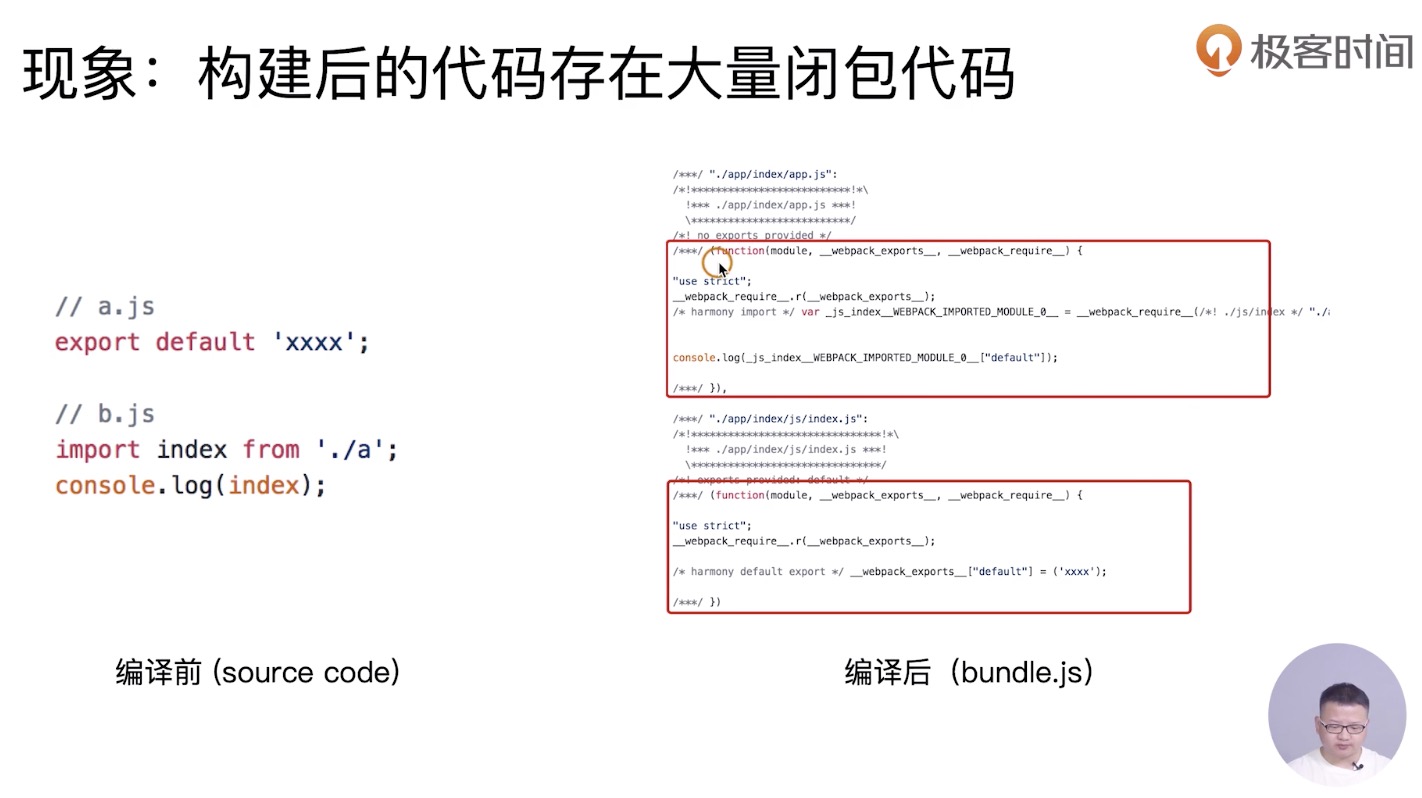 现象：构建后的代码存在大量闭包代码
极客时间
// a.js
export default 'xxxx';
// b.js
import index from './a';
console.log(index);
编译前 (source code)
/***/ "./app/index/app.js":
/*!**************************!*\
!*** ./app/index/app.js ***!
\**************************/
/*! no exports provided */
/***/ (function(module, __webpack_exports__, __webpack_require__) {
"use strict";
__webpack_require__.r(__webpack_exports__);
/* harmony import */ var _js_index__WEBPACK_IMPORTED_MODULE_0__ = __webpack_require__(/*! ./js/index */ "./
console.log(_js_index__WEBPACK_IMPORTED_MODULE_0__["default"]);
/***/ }),
/***/ "./app/index/js/index.js":
/*!*******************************!*\
!*** ./app/index/js/index.js ***!
\*******************************/
/*! exports provided: default */
/***/ (function(module, __webpack_exports__, __webpack_require__) {
"use strict";
__webpack_require__.r(__webpack_exports__);
/* harmony default export */ __webpack_exports__["default"] = ('xxxx');
/***/ })
编译后（bundle.js）